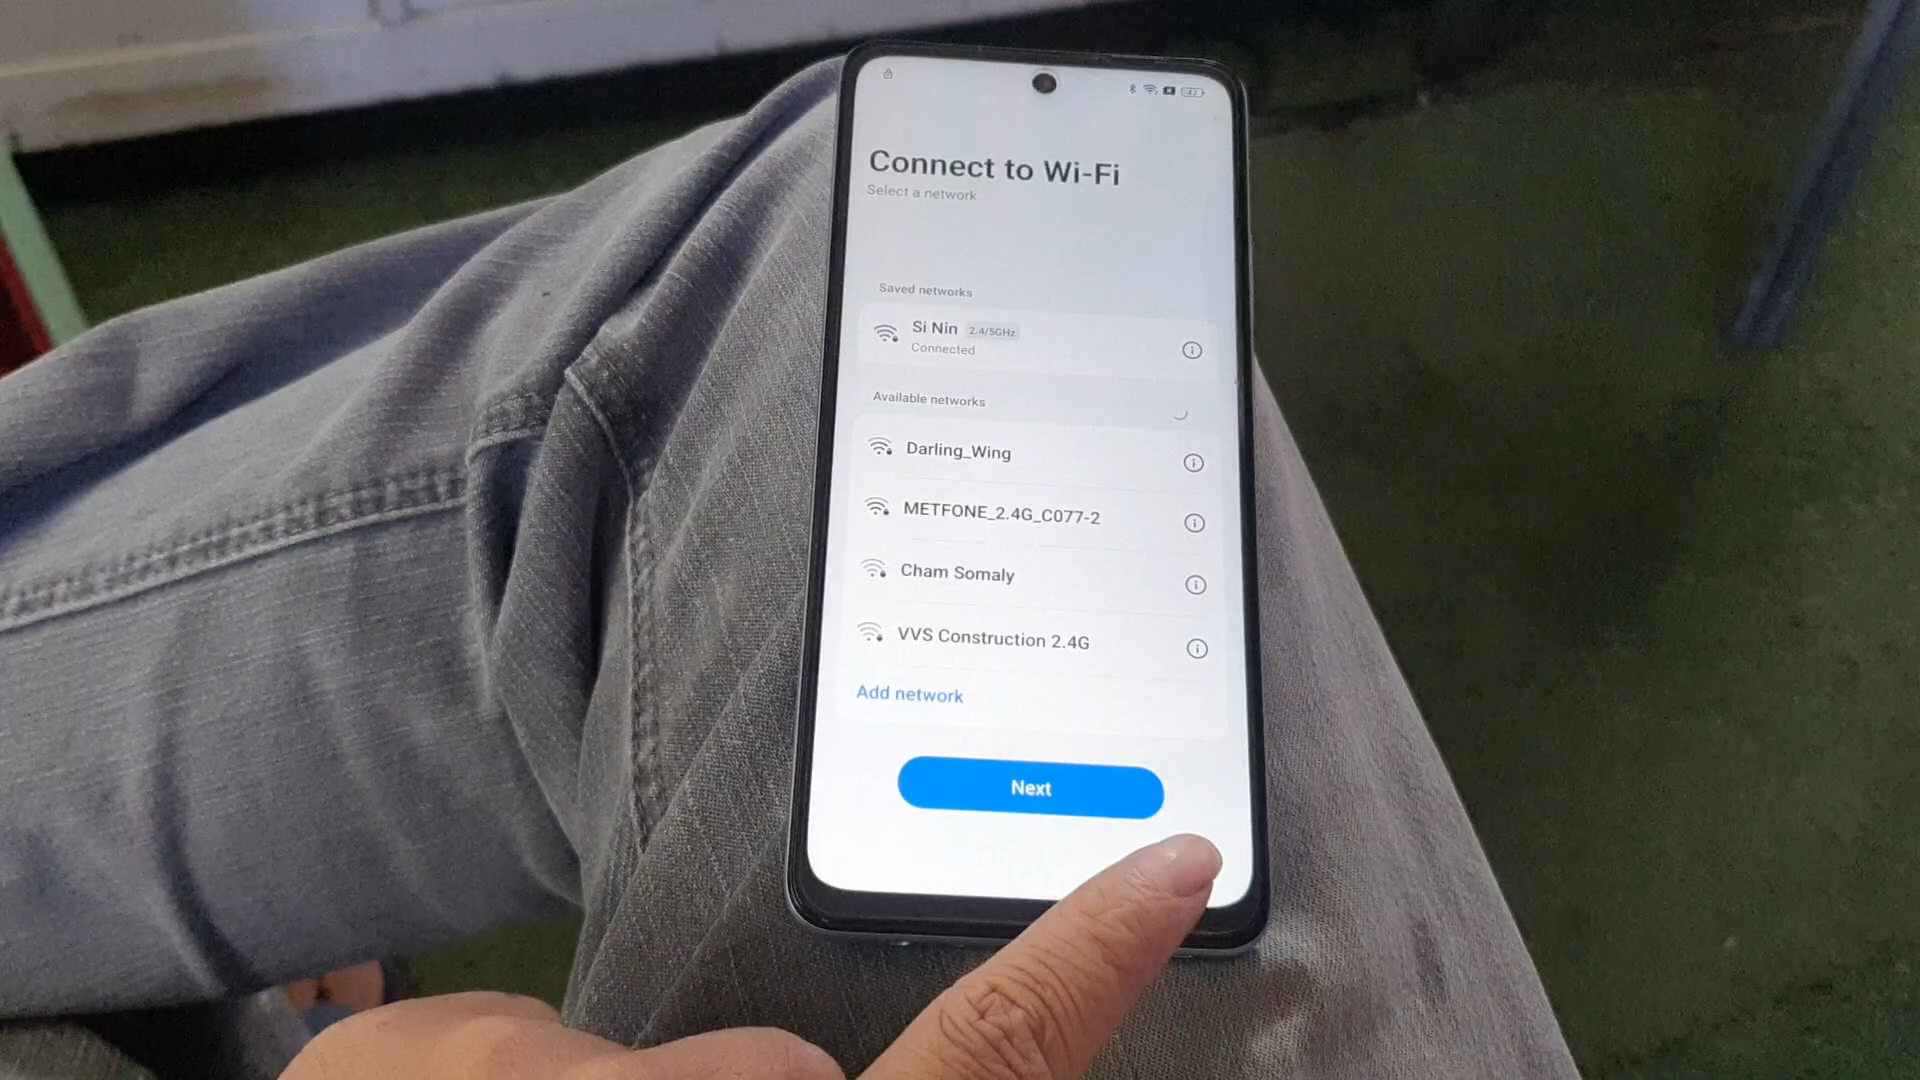 42
Connect to Wi-Fi
Select a network
Saved networks
Si Nin 2.4/5GHz
Connected
Available networks
Darling_Wing
METFONE_2.4G_C077-2
Cham Somaly
VVS Construction 2.4G
Add network
Next